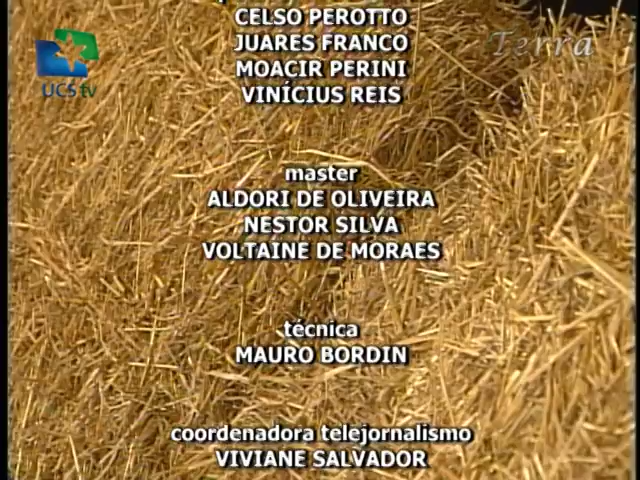 CELSO PEROTTO
JUARES FRANCO
MOACIR PERINI
VINÍCIUS REIS
Terra
UCS tv
master
ALDORI DE OLIVEIRA
NESTOR SILVA
VOLTAINE DE MORAES
técnica
MAURO BORDIN
coordenadora telejornalismo
VIVIANE SALVADOR